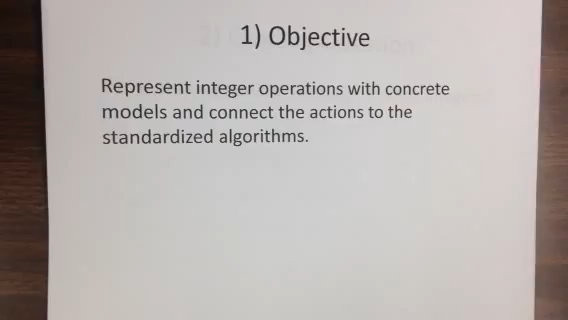 1) Objective
Represent integer operations with concrete
models and connect the actions to the
standardized algorithms.